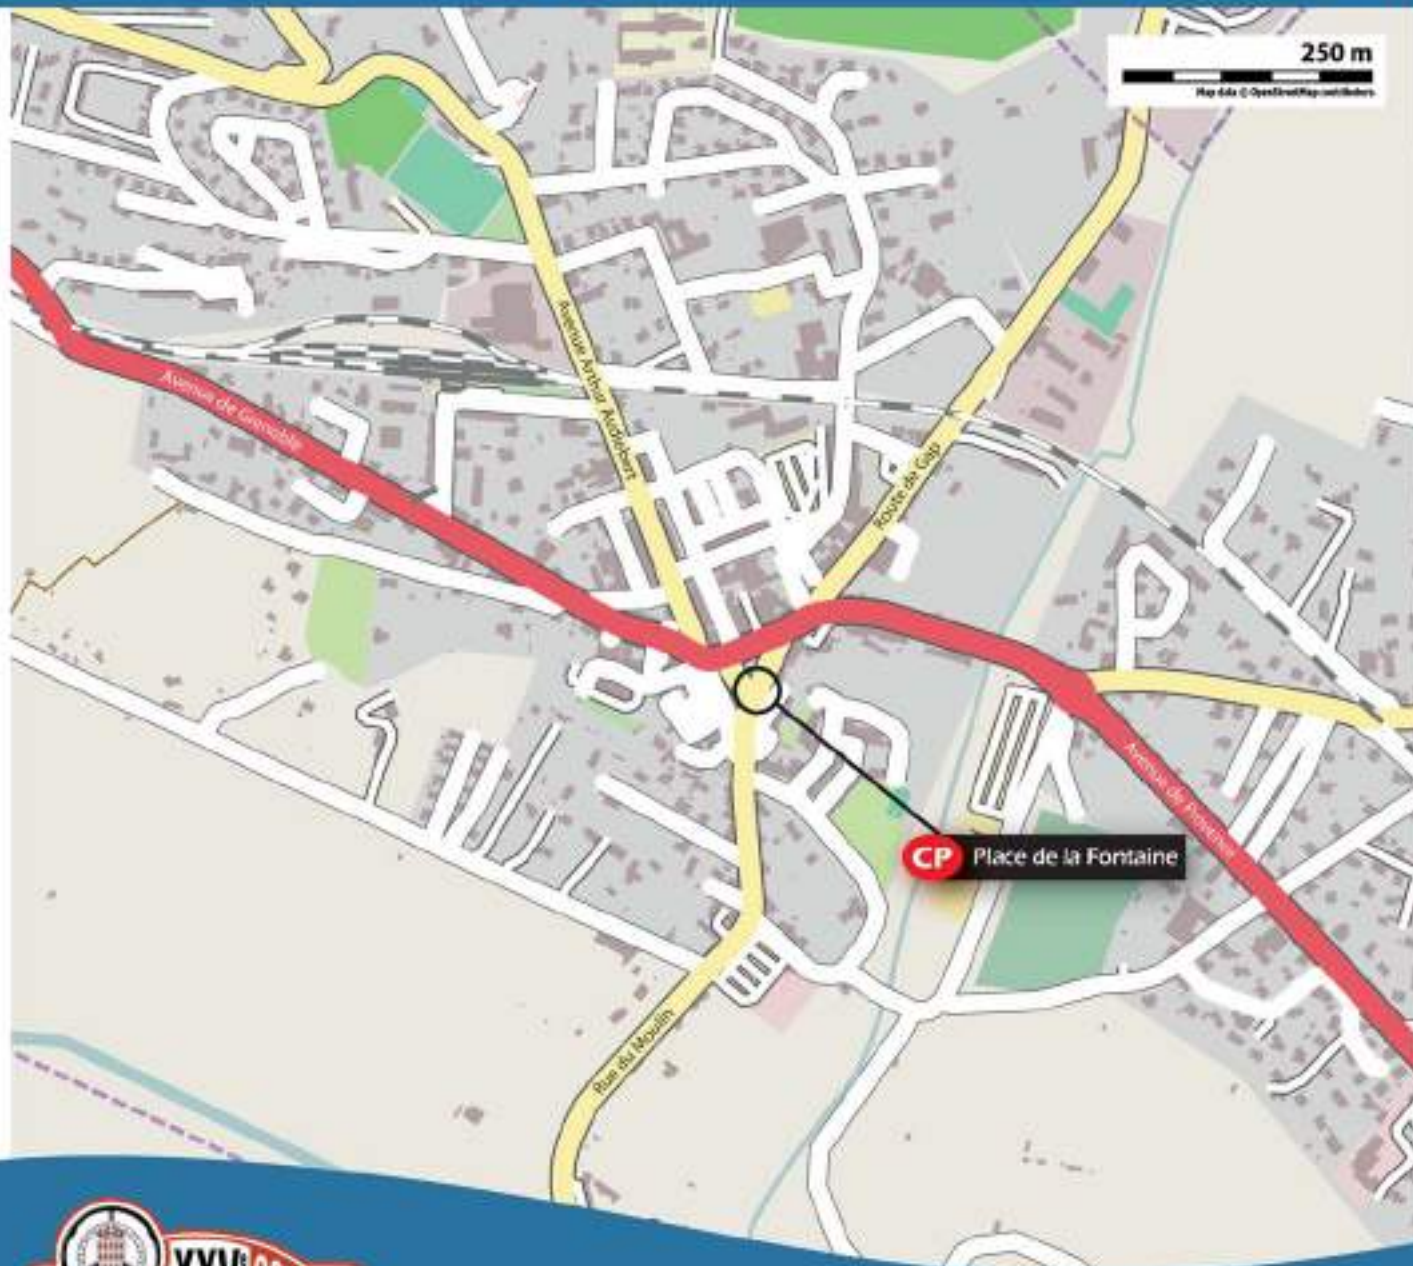 250 m
Map data © OpenStreetMap contributors
Avenue Arthur Audiebert
Avenue de Grenoble
Route de Gap
Avenue de Provence
CP Place de la Fontaine
Rue du Moulin